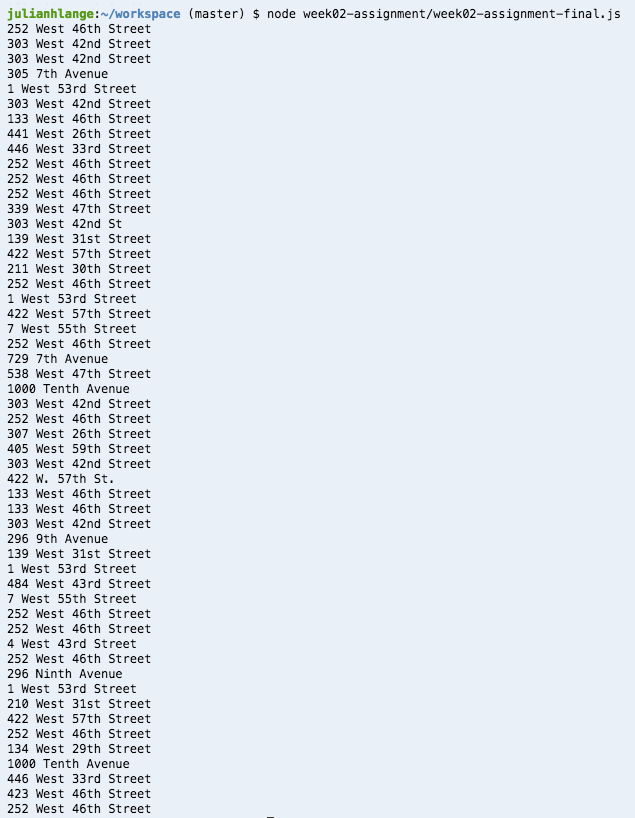 julianhlange:~/workspace (master) $ node week02-assignment/week02-assignment-final.js
252 West 46th Street
303 West 42nd Street
303 West 42nd Street
305 7th Avenue
1 West 53rd Street
303 West 42nd Street
133 West 46th Street
441 West 26th Street
446 West 33rd Street
252 West 46th Street
252 West 46th Street
252 West 46th Street
339 West 47th Street
303 West 42nd St
139 West 31st Street
422 West 57th Street
211 West 30th Street
252 West 46th Street
1 West 53rd Street
422 West 57th Street
7 West 55th Street
252 West 46th Street
729 7th Avenue
538 West 47th Street
1000 Tenth Avenue
303 West 42nd Street
252 West 46th Street
307 West 26th Street
405 West 59th Street
303 West 42nd Street
422 W. 57th St.
133 West 46th Street
133 West 46th Street
303 West 42nd Street
296 9th Avenue
139 West 31st Street
1 West 53rd Street
484 West 43rd Street
7 West 55th Street
252 West 46th Street
252 West 46th Street
4 West 43rd Street
252 West 46th Street
296 Ninth Avenue
1 West 53rd Street
210 West 31st Street
422 West 57th Street
252 West 46th Street
134 West 29th Street
1000 Tenth Avenue
446 West 33rd Street
423 West 46th Street
252 West 46th Street